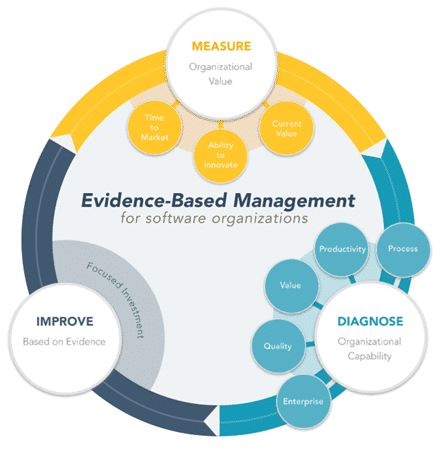 MEASURE
Organizational
Value
Time
to
Market
Ability
to
Innovate
Current
Value
Evidence-Based Management
for software organizations
Productivity
Process
Value
Quality
Enterprise
DIAGNOSE
Organizational
Capability
Focused Investment
IMPROVE
Based on Evidence